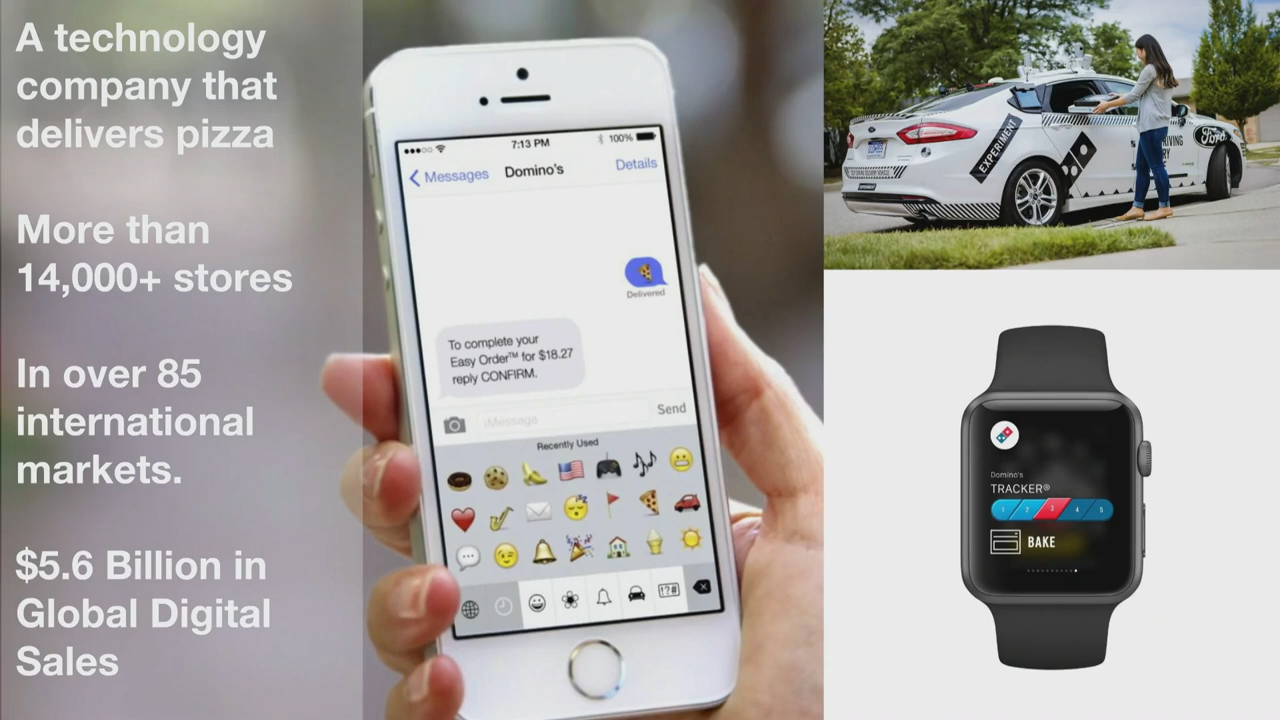 A technology
company that
delivers pizza
More than
14,000+ stores
In over 85
international
markets.
$5.6 Billion in
Global Digital
Sales
7:13 PM
100%
Messages
Domino's
Details
Delivered
To complete your
Easy Order™ for $18.27
reply CONFIRM.
iMessage
Send
Recently Used
!?#
EXPERIMENT
Ford
Domino's
TRACKER®
1 2 3 4 5
BAKE